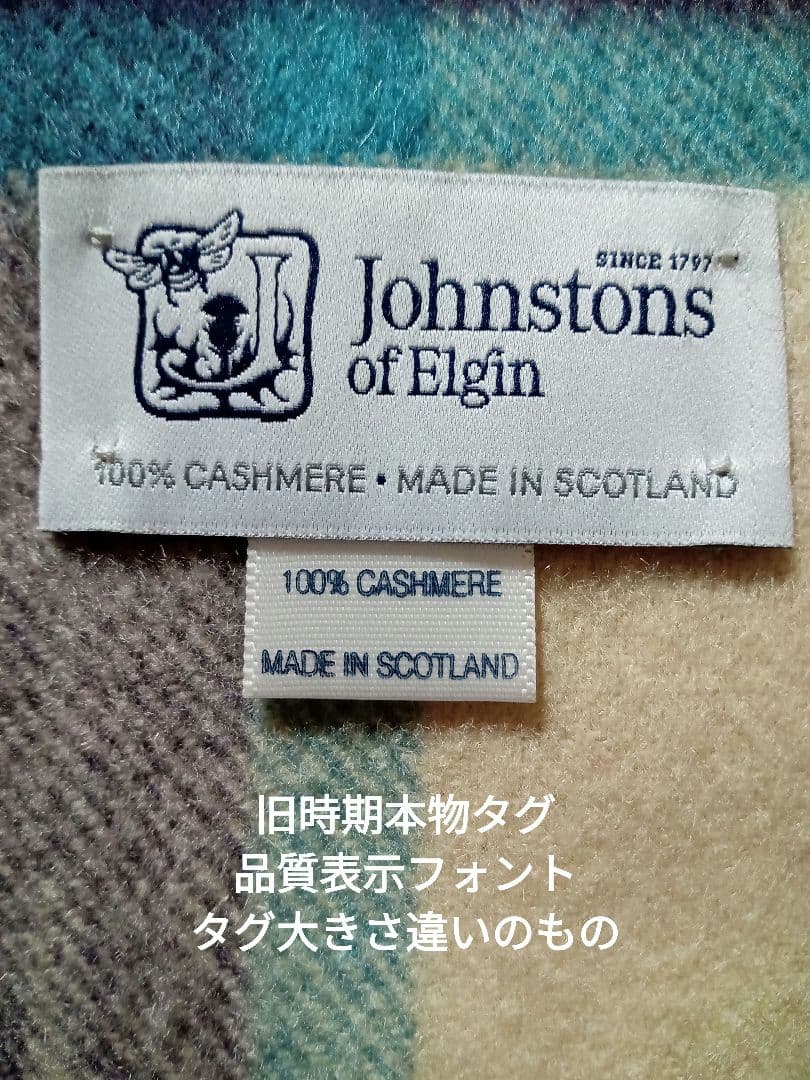 SINCE 1797
Johnstons
of Elgin
100% CASHMERE • MADE IN SCOTLAND
100% CASHMERE
MADE IN SCOTLAND
旧時期本物タグ
品質表示フォント
タグ大きさ違いのもの